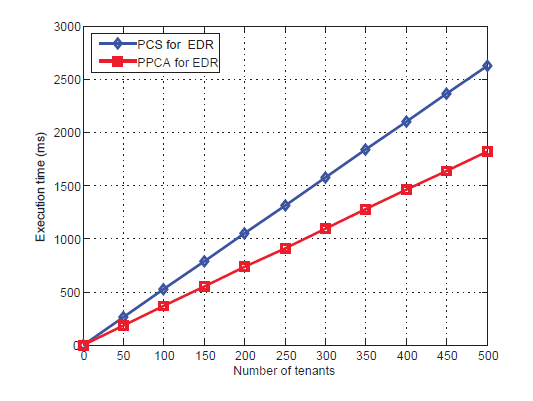 3000
PCS for EDR
PPCA for EDR
2500
2000
1500
1000
500
0
Execution time (ms)
0 50 100 150 200 250 300 350 400 450 500
Number of tenants